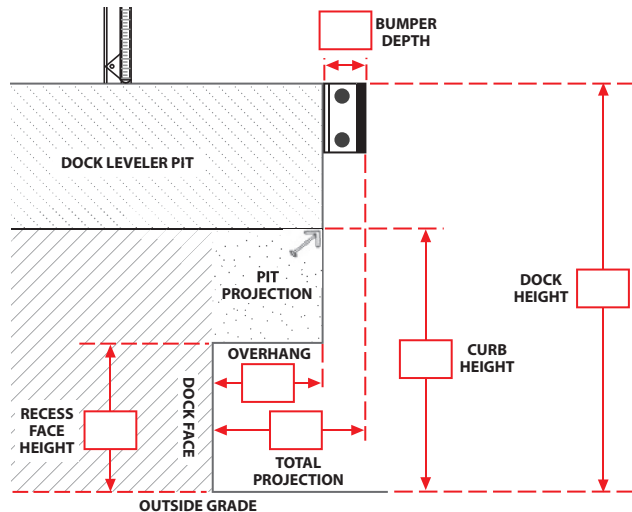 BUMPER
DEPTH
DOCK LEVELER PIT
PIT
PROJECTION
DOCK
HEIGHT
OVERHANG
CURB
HEIGHT
DOCK FACE
RECESS
FACE
HEIGHT
TOTAL
PROJECTION
OUTSIDE GRADE